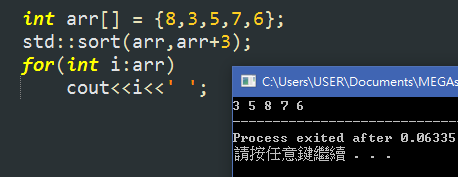 int arr[] = {8,3,5,7,6};
std::sort(arr,arr+3);
for(int i:arr)
cout<<i<<' ';
C:\Users\USER\Documents\MEGAs
3 5 8 7 6
--------------------------------
Process exited after 0.06335
請按任意鍵繼續 . . .